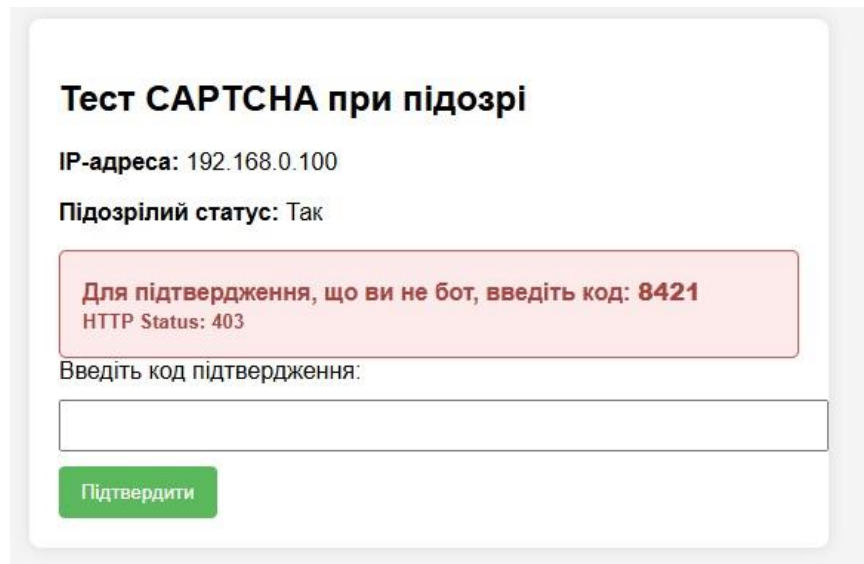 Тест CAPTCHA при підозрі
IP-адреса: 192.168.0.100
Підозрілий статус: Так
Для підтвердження, що ви не бот, введіть код: 8421
HTTP Status: 403
Введіть код підтвердження:
Підтвердити